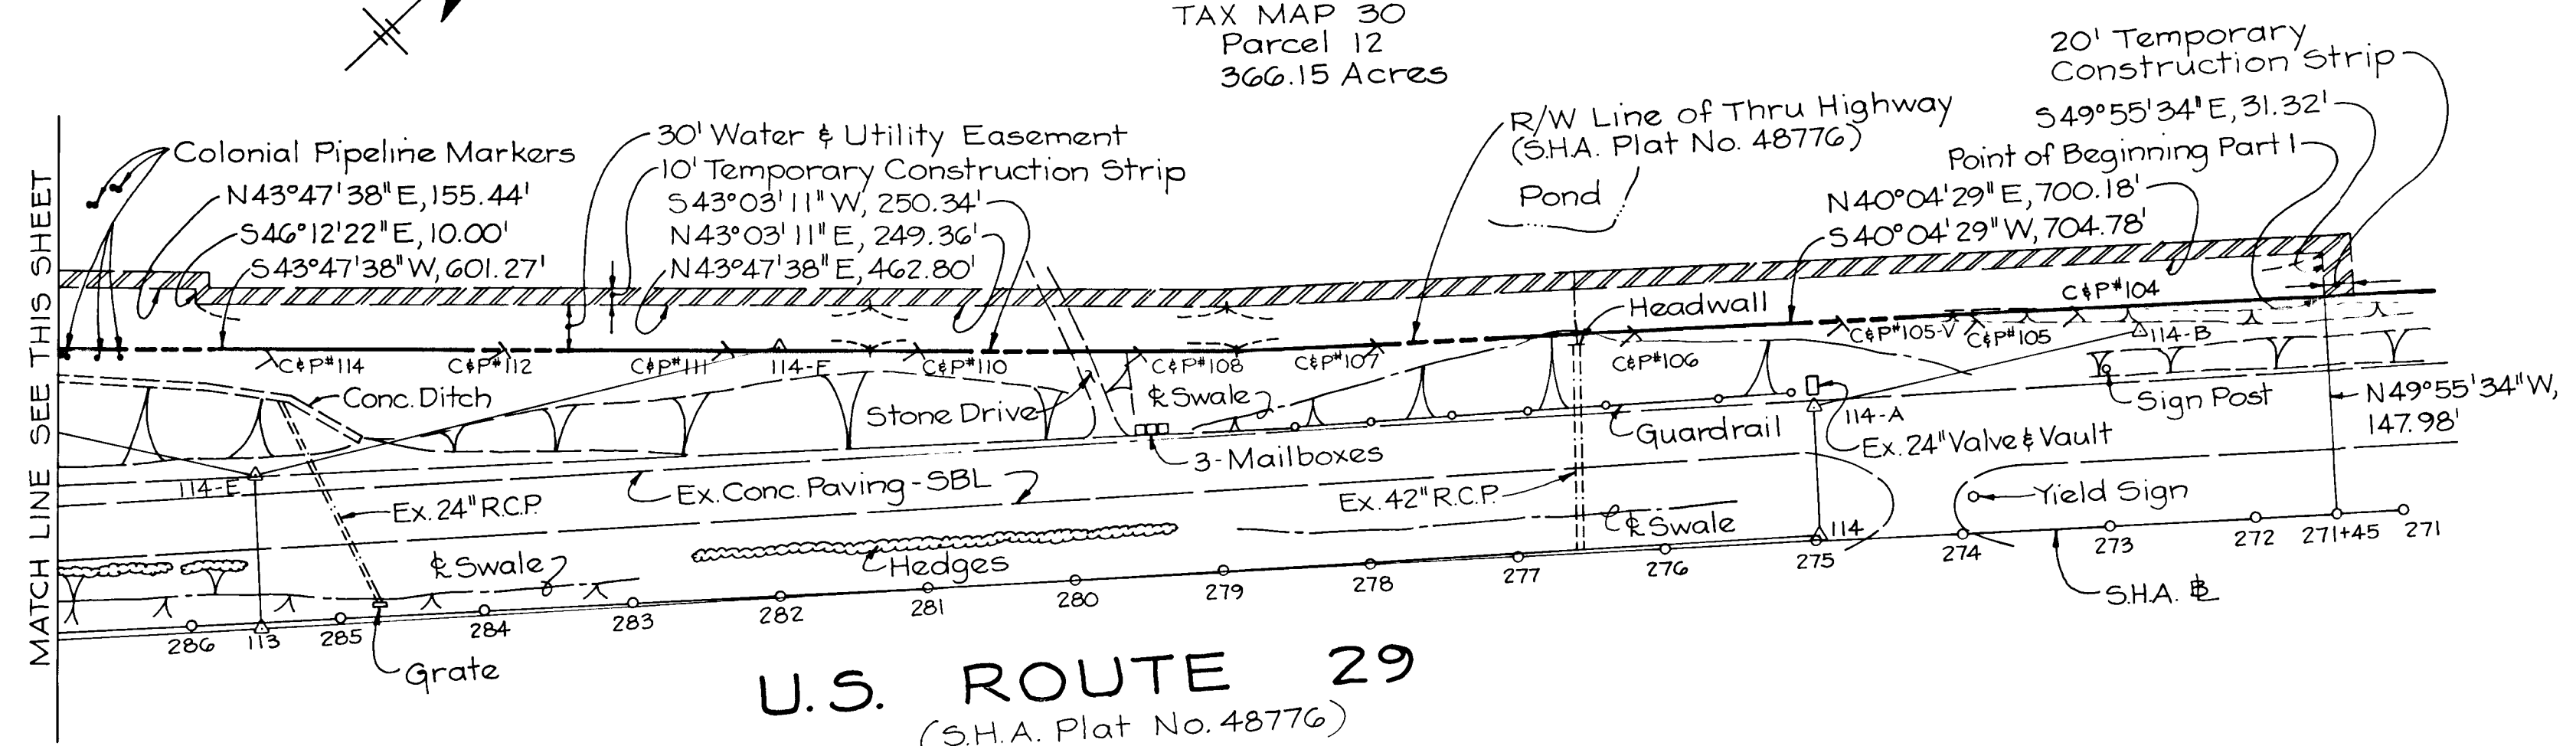 TAX MAP 30
Parcel 12
366.15 Acres
20' Temporary
Construction Strip
S49°55'34"E, 31.32'
Point of Beginning Part 1
N40°04'29"E, 700.18'
S40°04'29"W, 704.78'
R/W Line of Thru Highway
(S.H.A. Plat No. 48776)
Pond
30' Water & Utility Easement
10' Temporary Construction Strip
S43°03'11"W, 250.34'
N43°03'11"E, 249.36'
N43°47'38"E, 462.80'
Colonial Pipeline Markers
N43°47'38"E, 155.44'
S46°12'22"E, 10.00'
S43°47'38"W, 601.27'
MATCH LINE SEE THIS SHEET
C&P#114
C&P#112
C&P#111
114-F
C&P#110
C&P#108
C&P#107
Headwall
C&P#106
C&P#105-V
C&P#105
C&P#104
114-B
Conc. Ditch
Stone Drive
℄ Swale
Guardrail
114-A
Sign Post
N49°55'34"W,
147.98'
Ex. 24" Valve & Vault
3-Mailboxes
114-E
Ex. Conc. Paving-SBL
Ex. 24" R.C.P.
Ex. 42" R.C.P.
Yield Sign
℄ Swale
Hedges
℄ Swale
114
286
113
285
284
283
282
281
280
279
278
277
276
275
274
273
272
271+45
271
S.H.A. BL
Grate
U.S. ROUTE 29
(S.H.A. Plat No. 48776)